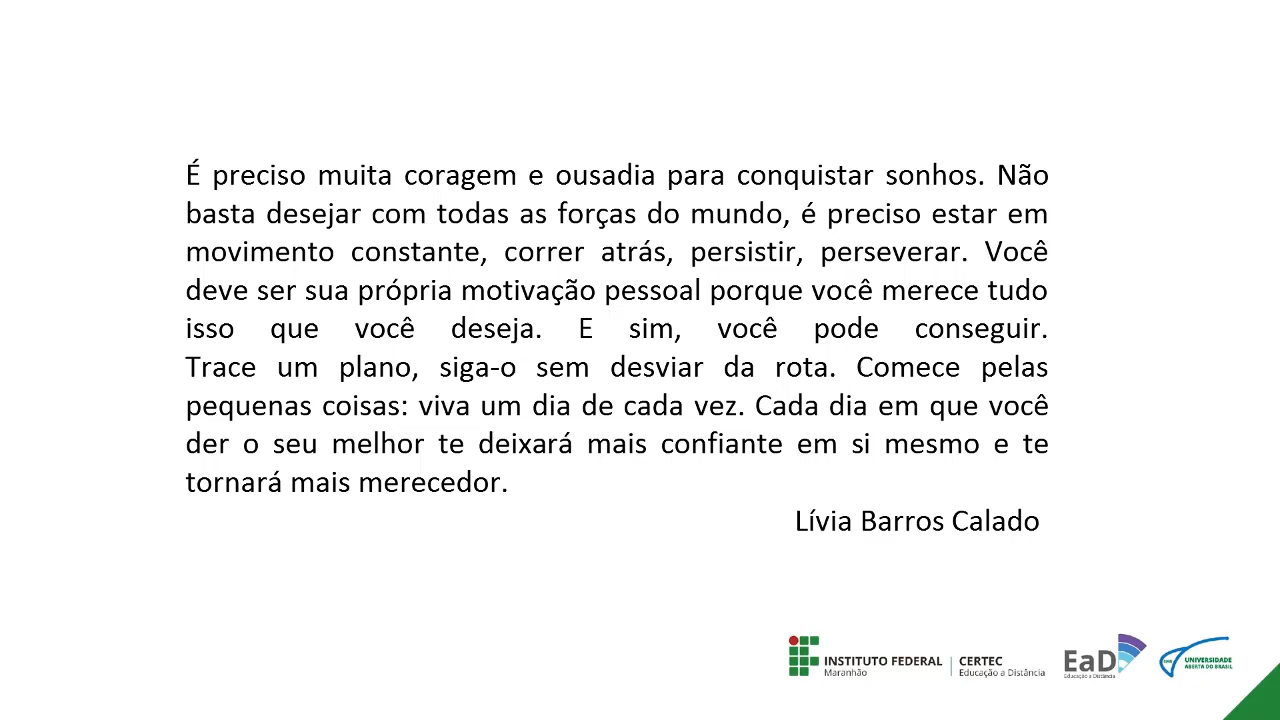 É preciso muita coragem e ousadia para conquistar sonhos. Não
basta desejar com todas as forças do mundo, é preciso estar em
movimento constante, correr atrás, persistir, perseverar. Você
deve ser sua própria motivação pessoal porque você merece tudo
isso que você deseja. E sim, você pode conseguir.
Trace um plano, siga-o sem desviar da rota. Comece pelas
pequenas coisas: viva um dia de cada vez. Cada dia em que você
der o seu melhor te deixará mais confiante em si mesmo e te
tornará mais merecedor.
Lívia Barros Calado
INSTITUTO FEDERAL
Maranhão
CERTEC
Educação a Distância
EaD
Educação a Distância
UNIVERSIDADE
ABERTA DO BRASIL